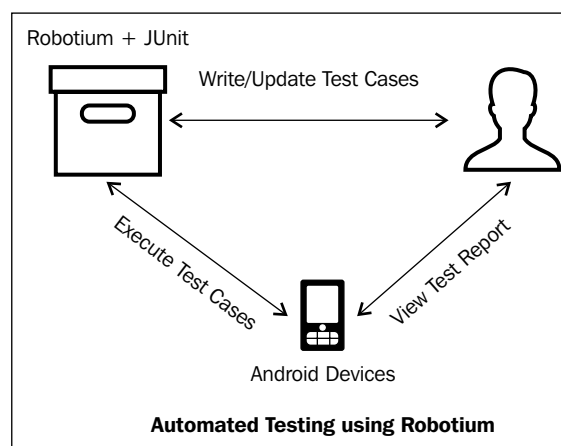 Robotium + JUnit
Write/Update Test Cases
Execute Test Cases
View Test Report
Android Devices
Automated Testing using Robotium